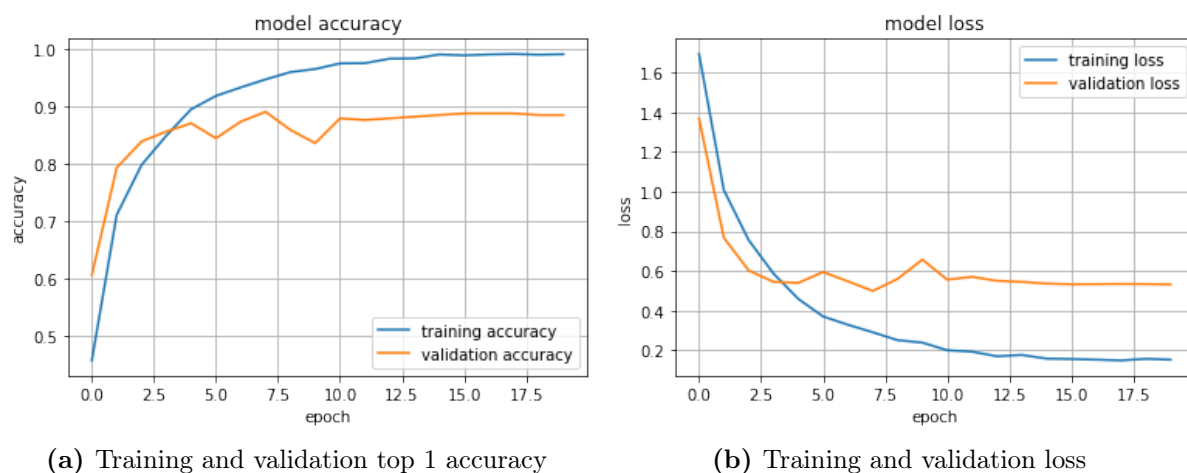 model accuracy
1.0
0.9
0.8
0.7
0.6
0.5
accuracy
training accuracy
validation accuracy
0.0 2.5 5.0 7.5 10.0 12.5 15.0 17.5
epoch
(a) Training and validation top 1 accuracy
model loss
1.6
1.4
1.2
1.0
0.8
0.6
0.4
0.2
loss
training loss
validation loss
0.0 2.5 5.0 7.5 10.0 12.5 15.0 17.5
epoch
(b) Training and validation loss